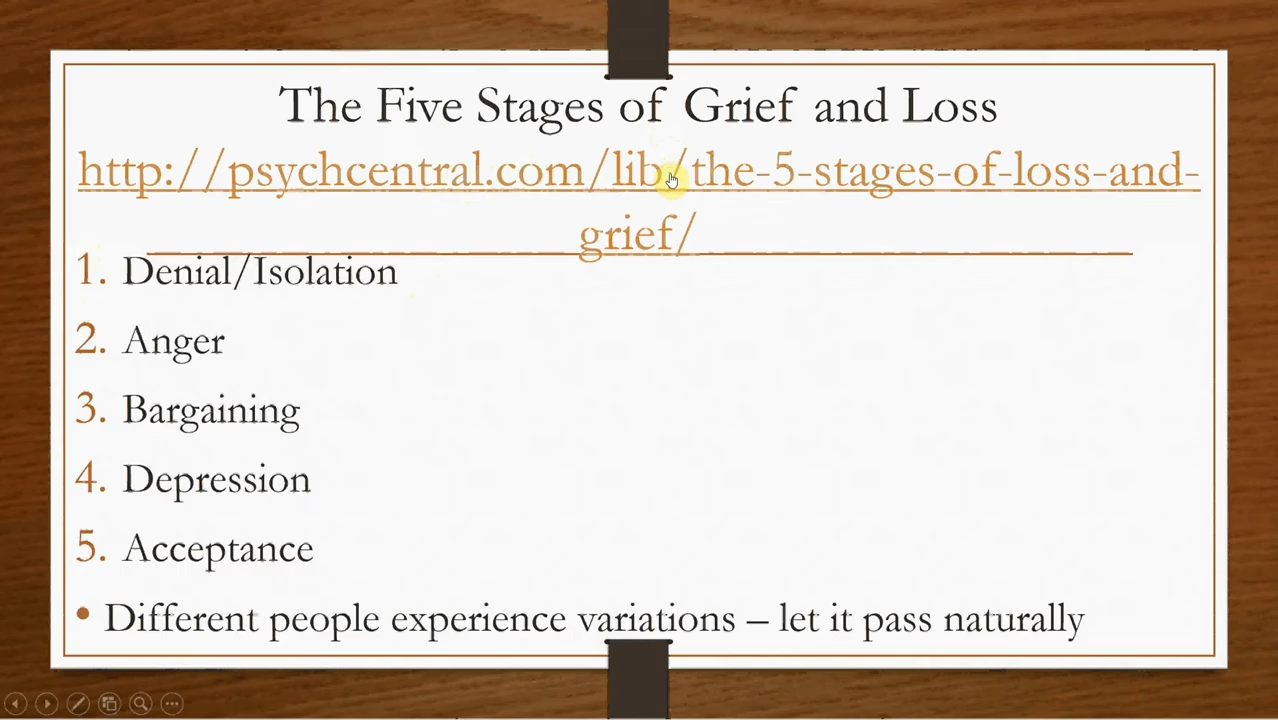 The Five Stages of Grief and Loss
http://psychcentral.com/lib/the-5-stages-of-loss-and-
grief/
1. Denial/Isolation
2. Anger
3. Bargaining
4. Depression
5. Acceptance
• Different people experience variations – let it pass naturally